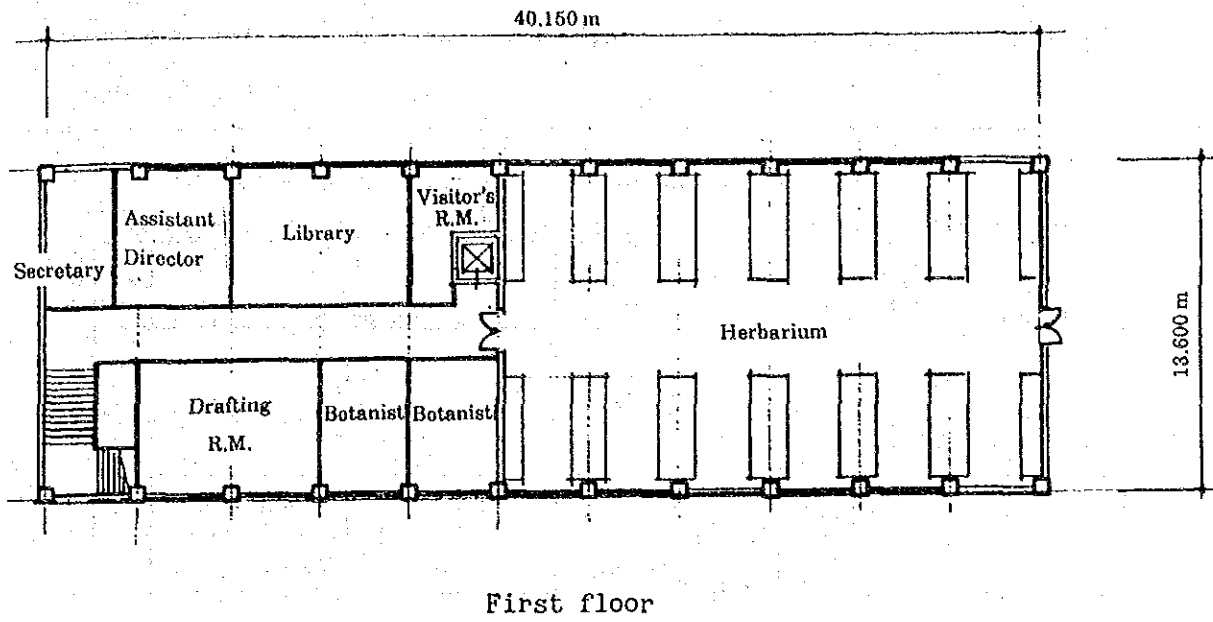 40.150 m
Secretary
Assistant
Director
Library
Visitor's
R.M.
Herbarium
13.600 m
Drafting
R.M.
Botanist
Botanist
First floor